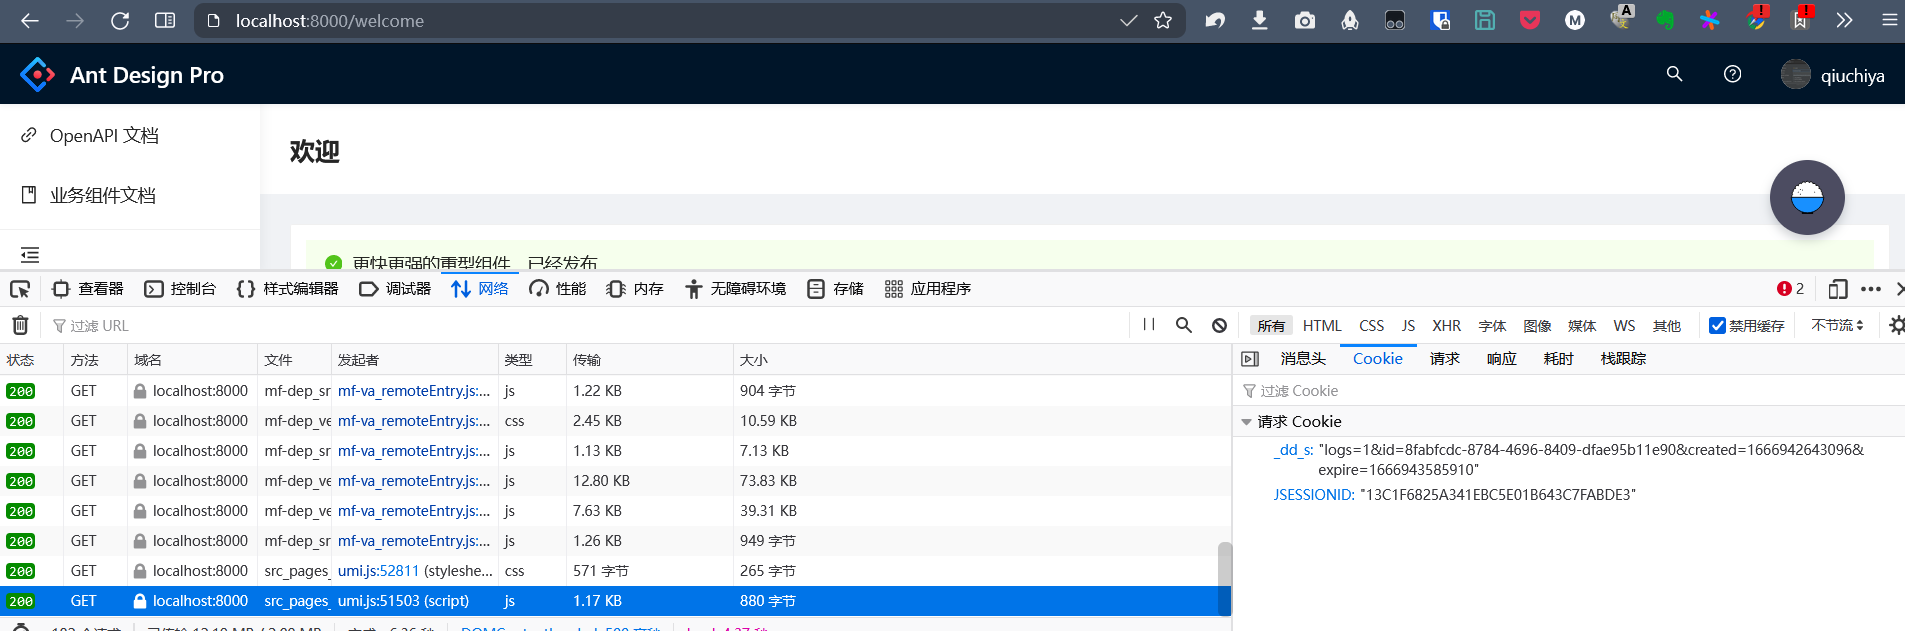 localhost:8000/welcome
Ant Design Pro
qiuchiya
OpenAPI 文档
业务组件文档
欢迎
更快更强的重型组件，已经发布
查看器 控制台 样式编辑器 调试器 网络 性能 内存 无障碍环境 存储 应用程序 2
过滤 URL
所有 HTML CSS JS XHR 字体 图像 媒体 WS 其他 禁用缓存 不节流
状态 方法 域名 文件 发起者 类型 传输 大小
200 GET localhost:8000 mf-dep_sr mf-va_remoteEntry.js:... js 1.22 KB 904 字节
200 GET localhost:8000 mf-dep_ve mf-va_remoteEntry.js:... css 2.45 KB 10.59 KB
200 GET localhost:8000 mf-dep_sr mf-va_remoteEntry.js:... js 1.13 KB 7.13 KB
200 GET localhost:8000 mf-dep_ve mf-va_remoteEntry.js:... js 12.80 KB 73.83 KB
200 GET localhost:8000 mf-dep_ve mf-va_remoteEntry.js:... js 7.63 KB 39.31 KB
200 GET localhost:8000 mf-dep_sr mf-va_remoteEntry.js:... js 1.26 KB 949 字节
200 GET localhost:8000 src_pages_ umi.js:52811 (styleshe... css 571 字节 265 字节
200 GET localhost:8000 src_pages_ umi.js:51503 (script) js 1.17 KB 880 字节
消息头 Cookie 请求 响应 耗时 栈跟踪
过滤 Cookie
请求 Cookie
_dd_s: "logs=1&id=8fabfcdc-8784-4696-8409-dfae95b11e90&created=1666942643096&
expire=1666943585910"
JSESSIONID: "13C1F6825A341EBC5E01B643C7FABDE3"